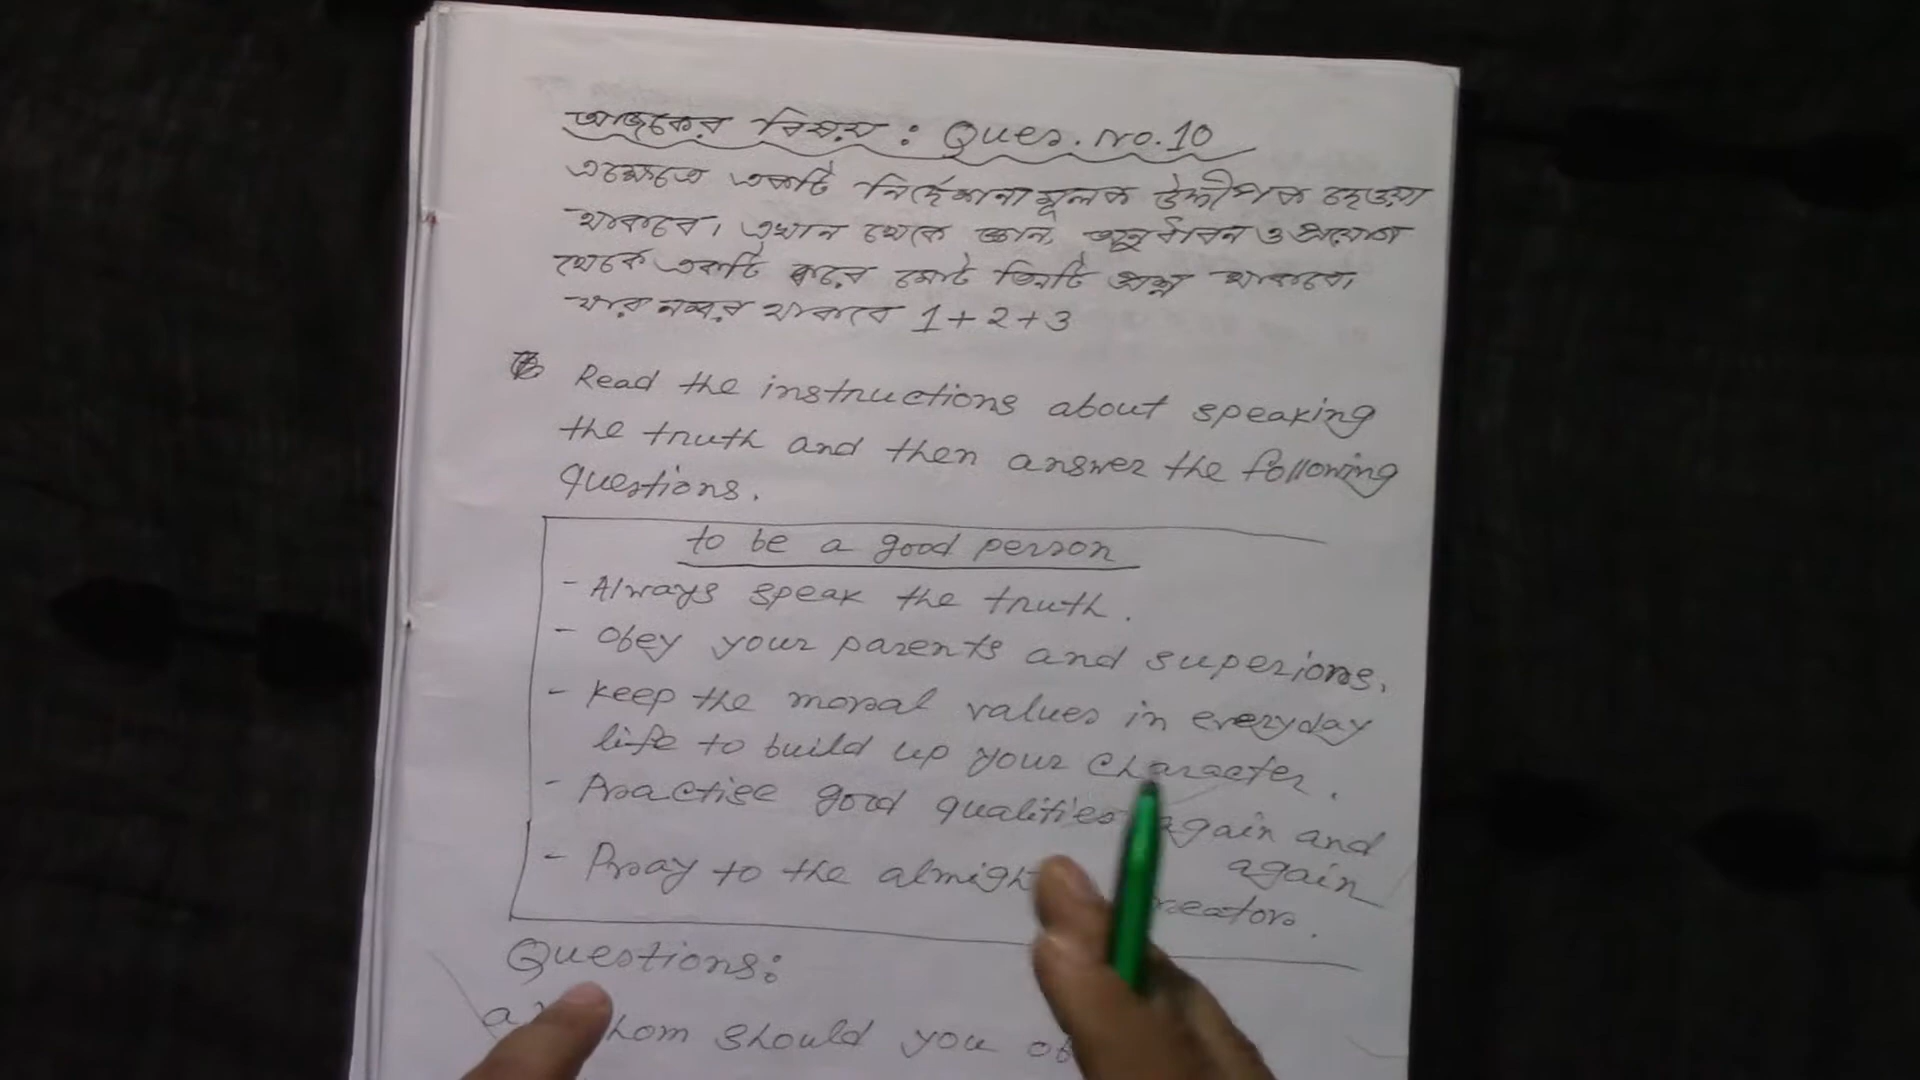 আজকের বিষয় : Ques. no. 10
এক্ষেত্রে একটি নির্দেশনা মূলক উদ্দীপক দেওয়া
থাকবে। এখান থেকে জ্ঞান, অনুধাবন ও প্রয়োগ
থেকে একটি করে মোট তিনটি প্রশ্ন থাকবে।
যার নম্বর থাকবে 1+2+3
Read the instructions about speaking
the truth and then answer the following
questions.
to be a good person
- Always speak the truth.
- Obey your parents and superiors.
- Keep the moral values in everyday
life to build up your character.
- Practise good qualities again and
again
- Pray to the
Questions:
should you